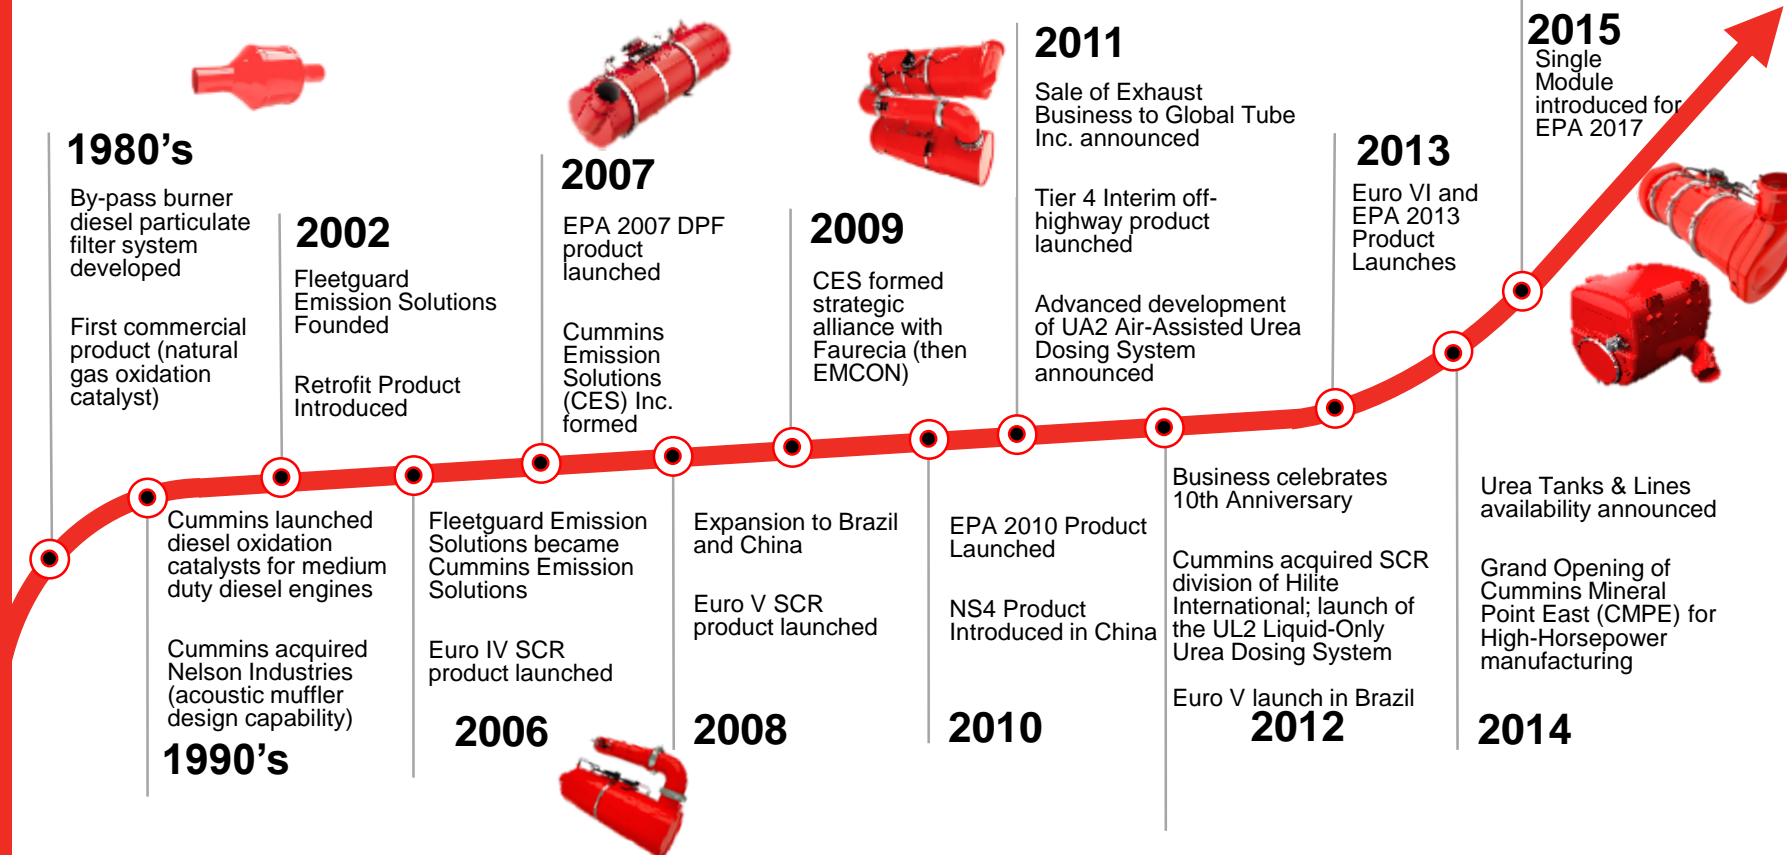 1980’s
By-pass burner
diesel particulate
filter system
developed
First commercial
product (natural
gas oxidation
catalyst)
Cummins launched
diesel oxidation
catalysts for medium
duty diesel engines
Cummins acquired
Nelson Industries
(acoustic muffler
design capability)
1990’s
2002
Fleetguard
Emission Solutions
Founded
Retrofit Product
Introduced
Fleetguard Emission
Solutions became
Cummins Emission
Solutions
Euro IV SCR
product launched
2006
2007
EPA 2007 DPF
product
launched
Cummins
Emission
Solutions
(CES) Inc.
formed
Expansion to Brazil
and China
Euro V SCR
product launched
2008
2009
CES formed
strategic
alliance with
Faurecia (then
EMCON)
EPA 2010 Product
Launched
NS4 Product
Introduced in China
2010
2011
Sale of Exhaust
Business to Global Tube
Inc. announced
Tier 4 Interim off-
highway product
launched
Advanced development
of UA2 Air-Assisted Urea
Dosing System
announced
Business celebrates
10th Anniversary
Cummins acquired SCR
division of Hilite
International; launch of
the UL2 Liquid-Only
Urea Dosing System
Euro V launch in Brazil
2012
2013
Euro VI and
EPA 2013
Product
Launches
Urea Tanks & Lines
availability announced
Grand Opening of
Cummins Mineral
Point East (CMPE) for
High-Horsepower
manufacturing
2014
2015
Single
Module
introduced for
EPA 2017